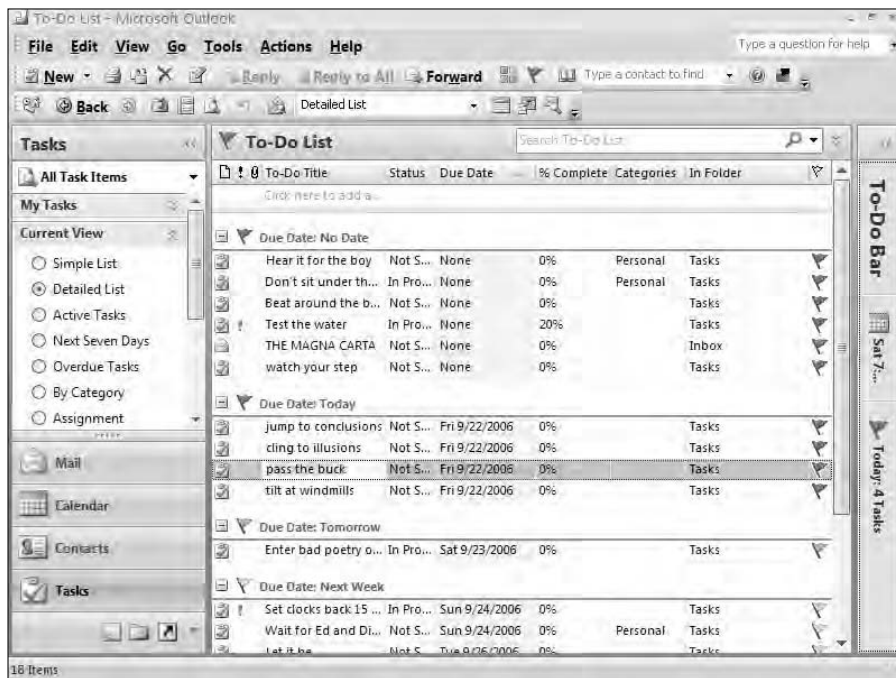 To-Do List - Microsoft Outlook
File Edit View Go Tools Actions Help
Type a question for help
New Reply Reply to All Forward Type a contact to find
Back Detailed List
Tasks
All Task Items
My Tasks
Current View
Simple List
Detailed List
Active Tasks
Next Seven Days
Overdue Tasks
By Category
Assignment
Mail
Calendar
Contacts
Tasks
To-Do List
Search To-Do List
! To-Do Title Status Due Date % Complete Categories In Folder
Click here to add a...
Due Date: No Date
Hear it for the boy Not S... None 0% Personal Tasks
Don't sit under th... In Pro... None 0% Personal Tasks
Beat around the b... Not S... None 0% Tasks
! Test the water In Pro... None 20% Tasks
THE MAGNA CARTA Not S... None 0% Inbox
watch your step Not S... None 0% Tasks
Due Date: Today
jump to conclusions Not S... Fri 9/22/2006 0% Tasks
cling to illusions Not S... Fri 9/22/2006 0% Tasks
pass the buck Not S... Fri 9/22/2006 0% Tasks
tilt at windmills Not S... Fri 9/22/2006 0% Tasks
Due Date: Tomorrow
Enter bad poetry o... In Pro... Sat 9/23/2006 0% Tasks
Due Date: Next Week
! Set clocks back 15 ... In Pro... Sun 9/24/2006 0% Tasks
Wait for Ed and Di... Not S... Sun 9/24/2006 0% Personal Tasks
Let it be Not S... Tue 9/26/2006 0% Tasks
To-Do Bar
Sat 7:...
Today: 4 Tasks
18 Items